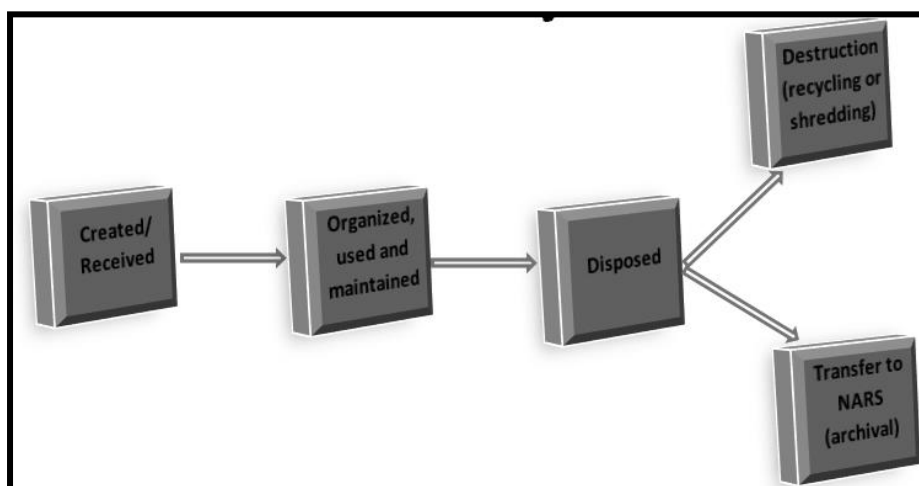 Created/
Received
Organized,
used and
maintained
Disposed
Destruction
(recycling or
shredding)
Transfer to
NARS
(archival)